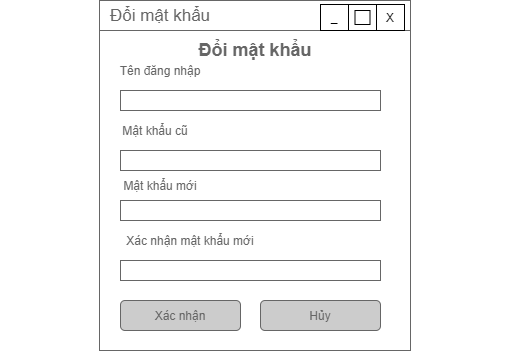 Đổi mật khẩu
_ X
Đổi mật khẩu
Tên đăng nhập
Mật khẩu cũ
Mật khẩu mới
Xác nhận mật khẩu mới
Xác nhận Hủy